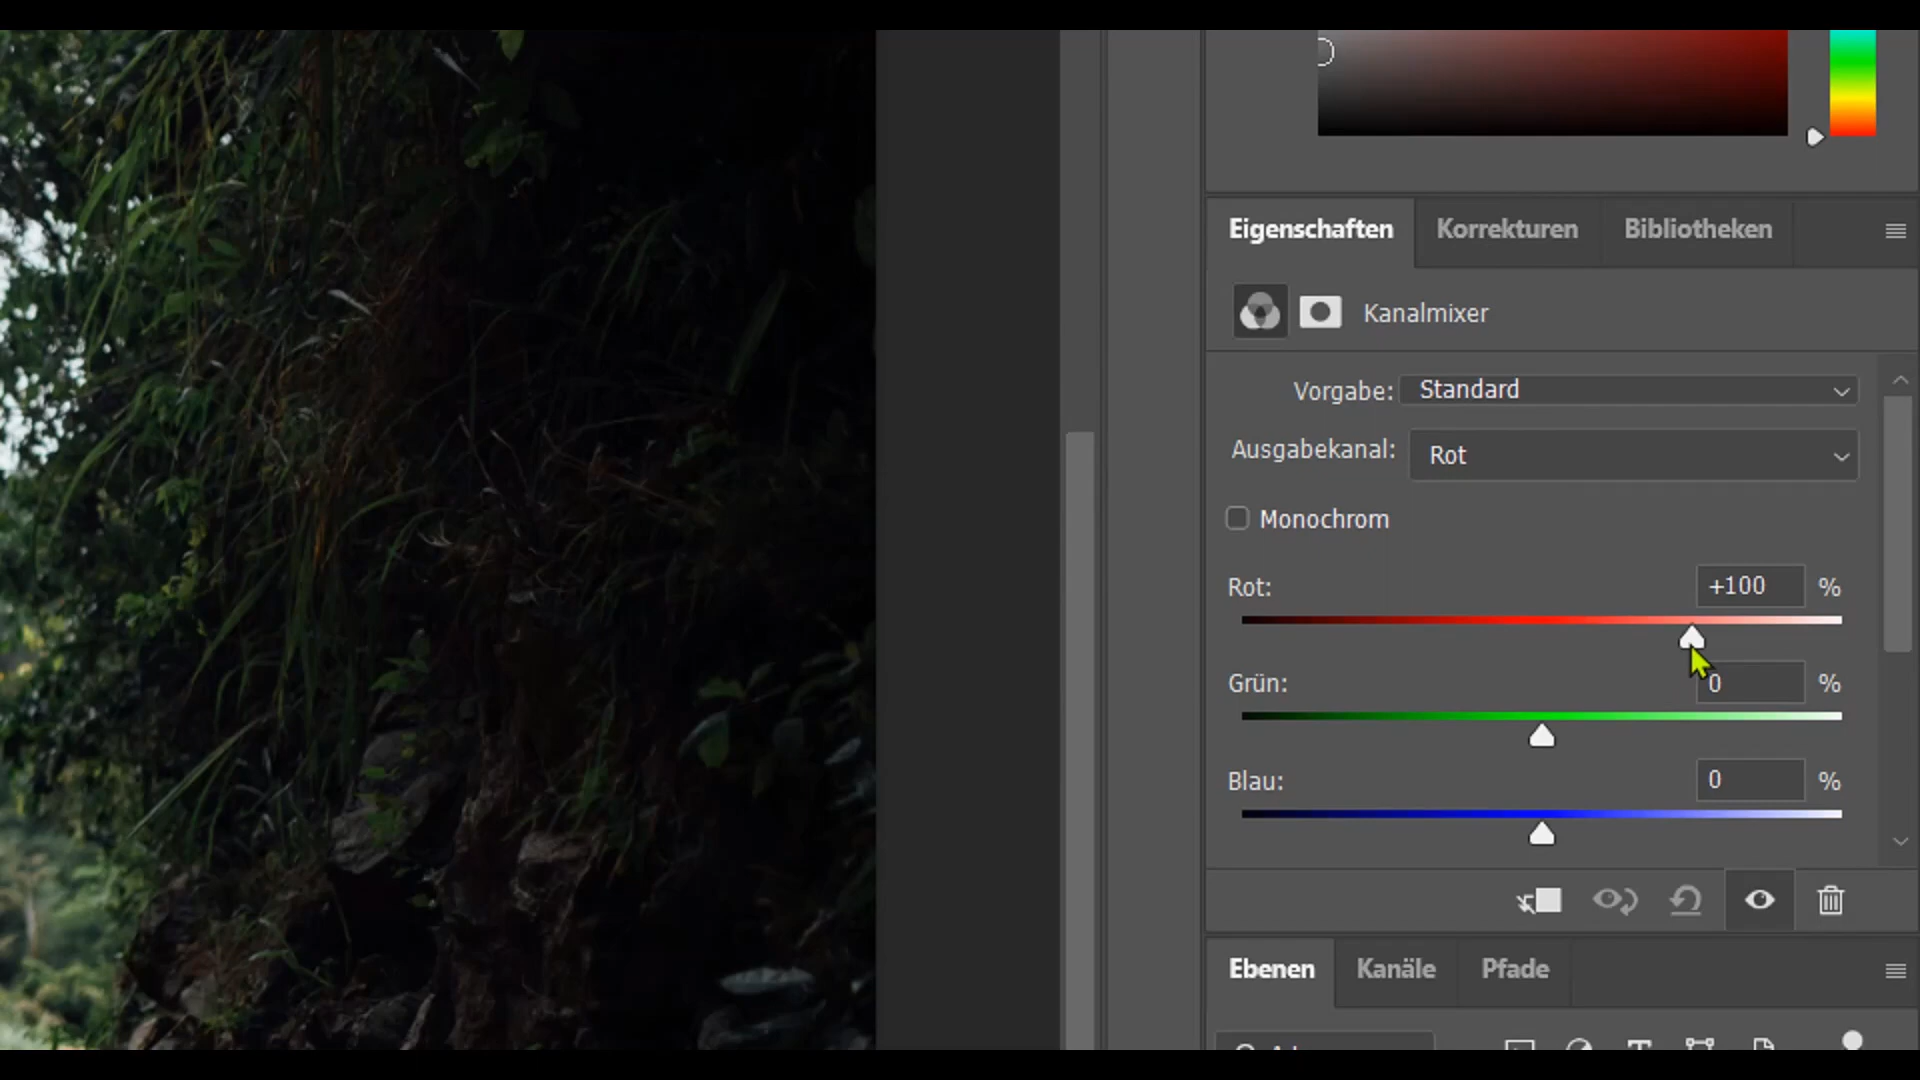 Eigenschaften Korrekturen Bibliotheken
Kanalmixer
Vorgabe: Standard
Ausgabekanal: Rot
Monochrom
Rot: +100 %
Grün: 0 %
Blau: 0 %
Ebenen Kanäle Pfade